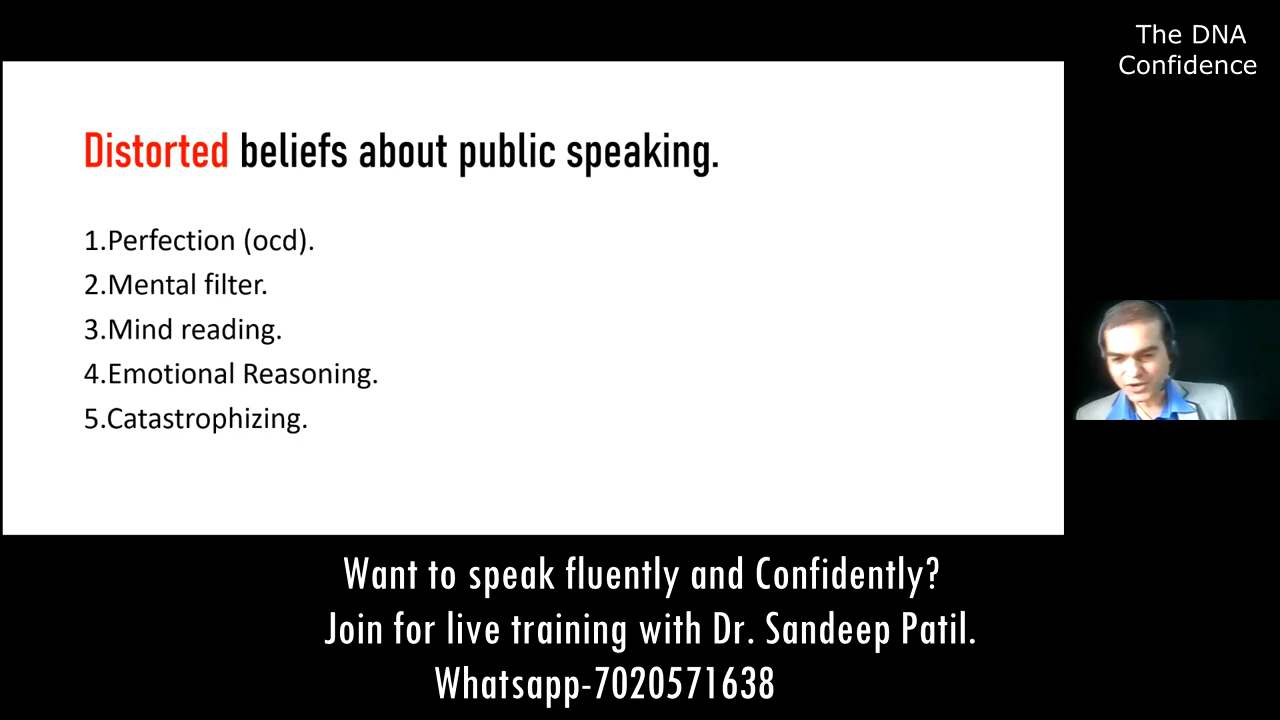 The DNA
Confidence
Distorted beliefs about public speaking.
1.Perfection (ocd).
2.Mental filter.
3.Mind reading.
4.Emotional Reasoning.
5.Catastrophizing.
Want to speak fluently and Confidently?
Join for live training with Dr. Sandeep Patil.
Whatsapp-7020571638